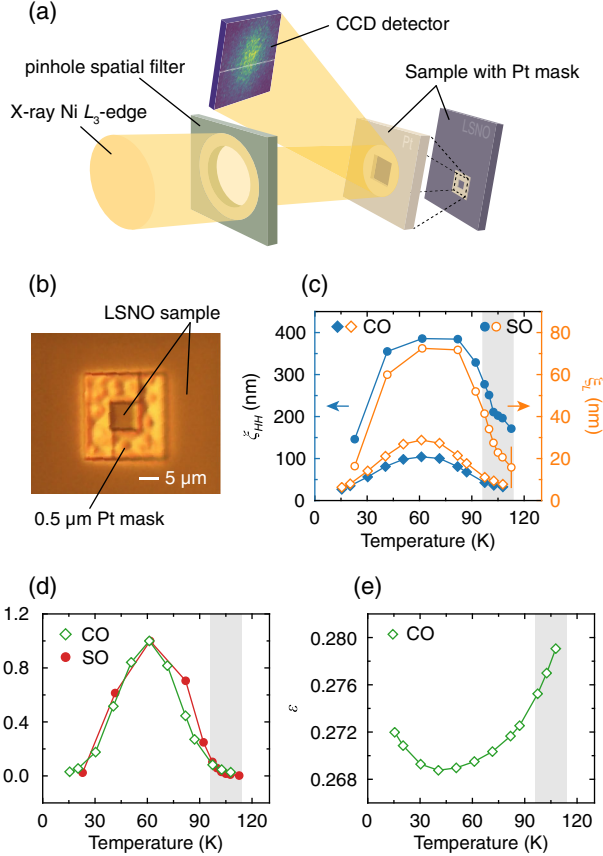 (a)
CCD detector
pinhole spatial filter
Sample with Pt mask
X-ray Ni L3-edge
Pt
LSNO
(b)
LSNO sample
5 µm
0.5 µm Pt mask
(c)
CO
SO
400
300
200
100
0
ξHH (nm)
80
60
40
20
0
ξL (nm)
0 30 60 90 120
Temperature (K)
(d)
CO
SO
1.2
0.8
0.4
0.0
0 30 60 90 120
Temperature (K)
(e)
CO
0.280
0.276
0.272
0.268
ε
0 30 60 90 120
Temperature (K)